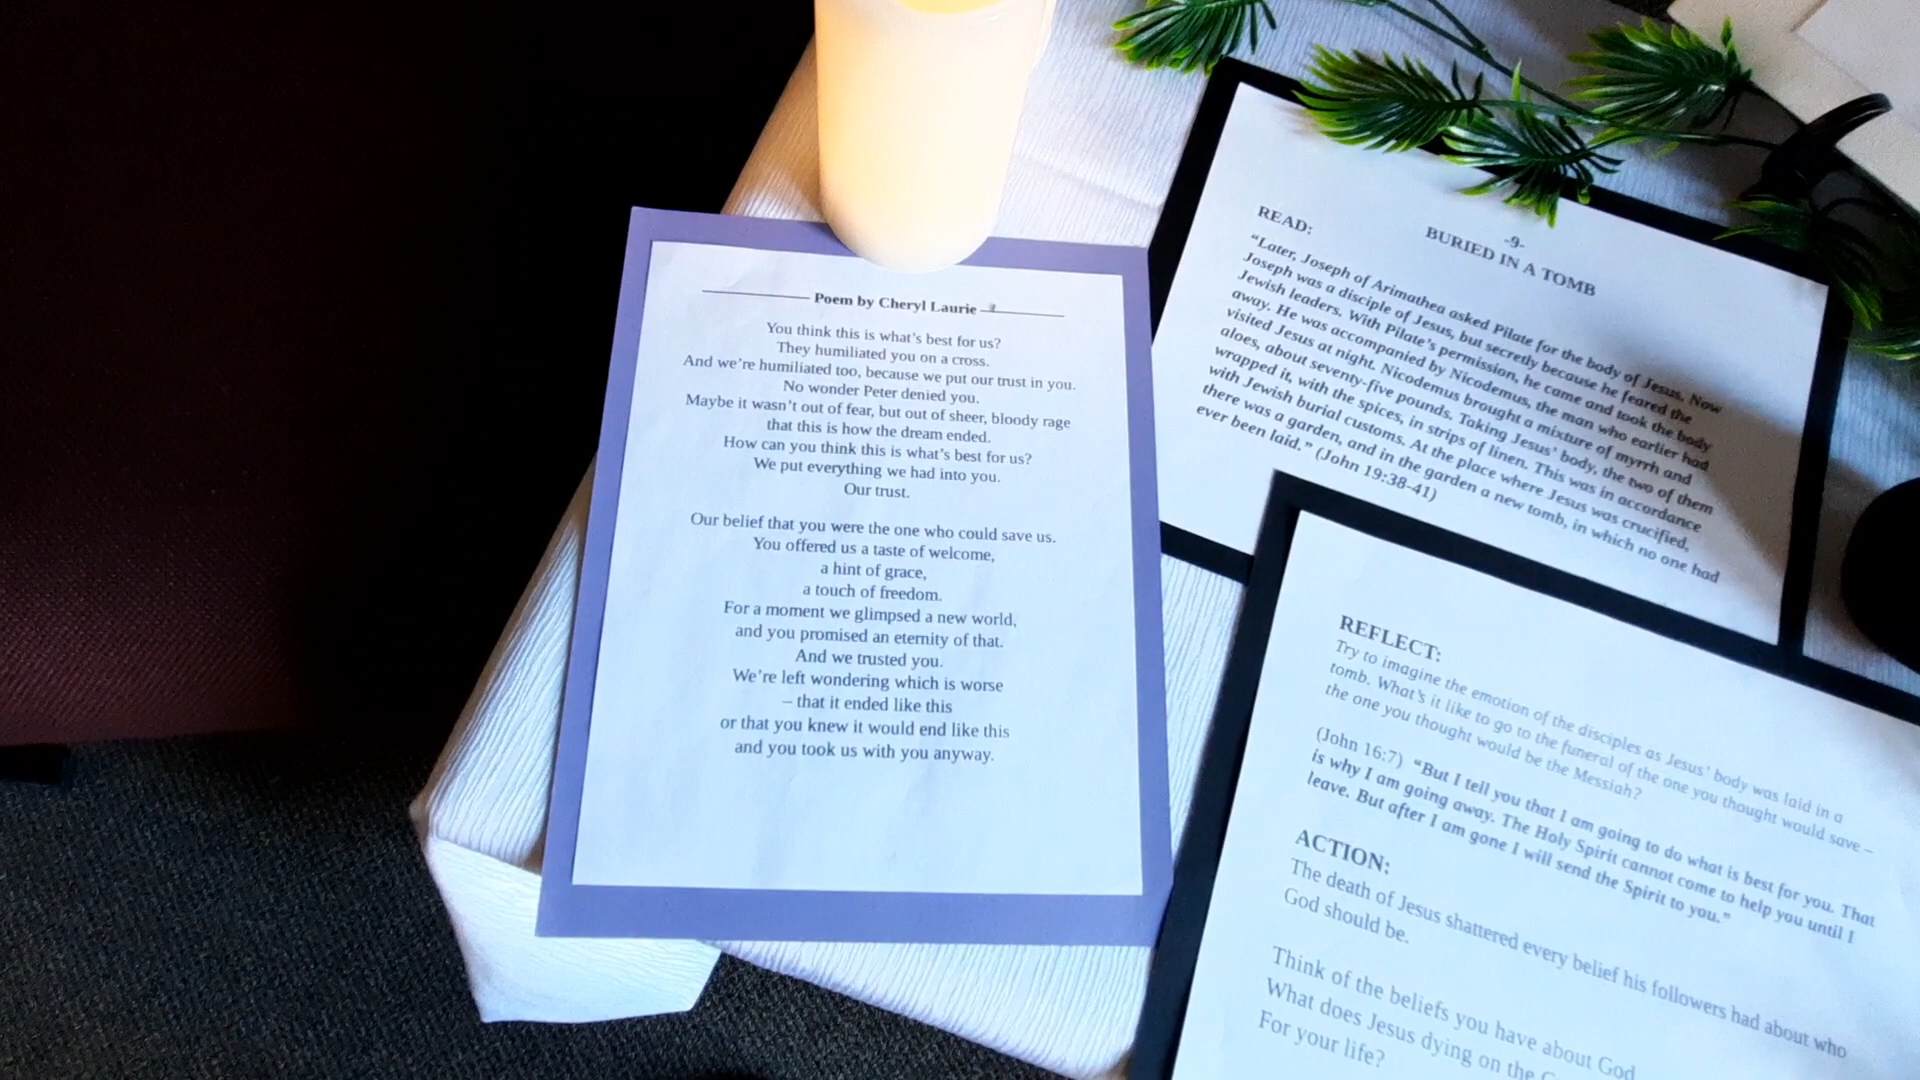 Poem by Cheryl Laurie
You think this is what's best for us?
They humiliated you on a cross.
And we're humiliated too, because we put our trust in you.
No wonder Peter denied you.
Maybe it wasn't out of fear, but out of sheer, bloody rage
that this is how the dream ended.
How can you think this is what's best for us?
We put everything we had into you.
Our trust.
Our belief that you were the one who could save us.
You offered us a taste of welcome,
a hint of grace,
a touch of freedom.
For a moment we glimpsed a new world,
and you promised an eternity of that.
And we trusted you.
We're left wondering which is worse
– that it ended like this
or that you knew it would end like this
and you took us with you anyway.
-9-
BURIED IN A TOMB
READ:
“Later, Joseph of Arimathea asked Pilate for the body of Jesus. Now
Joseph was a disciple of Jesus, but secretly because he feared the
Jewish leaders. With Pilate's permission, he came and took the body
away. He was accompanied by Nicodemus, the man who earlier had
visited Jesus at night. Nicodemus brought a mixture of myrrh and
aloes, about seventy-five pounds. Taking Jesus' body, the two of them
wrapped it, with the spices, in strips of linen. This was in accordance
with Jewish burial customs. At the place where Jesus was crucified,
there was a garden, and in the garden a new tomb, in which no one had
ever been laid.” (John 19:38-41)
REFLECT:
Try to imagine the emotion of the disciples as Jesus' body was laid in a
tomb. What's it like to go to the funeral of the one you thought would save –
the one you thought would be the Messiah?
(John 16:7) “But I tell you that I am going to do what is best for you. That
is why I am going away. The Holy Spirit cannot come to help you until I
leave. But after I am gone I will send the Spirit to you.”
ACTION:
The death of Jesus shattered every belief his followers had about who
God should be.
Think of the beliefs you have about God
What does Jesus dying on the
For your life?